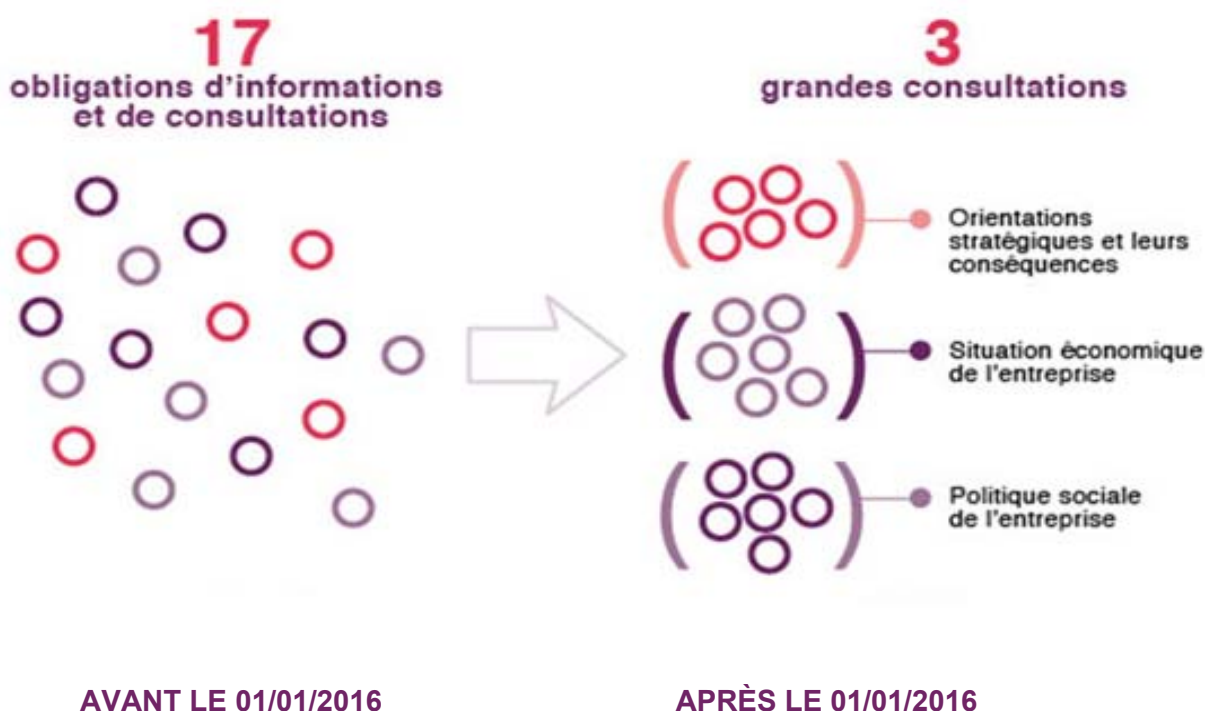 17
obligations d'informations
et de consultations
3
grandes consultations
Orientations
stratégiques et leurs
conséquences
Situation économique
de l'entreprise
Politique sociale
de l'entreprise
AVANT LE 01/01/2016
APRÈS LE 01/01/2016